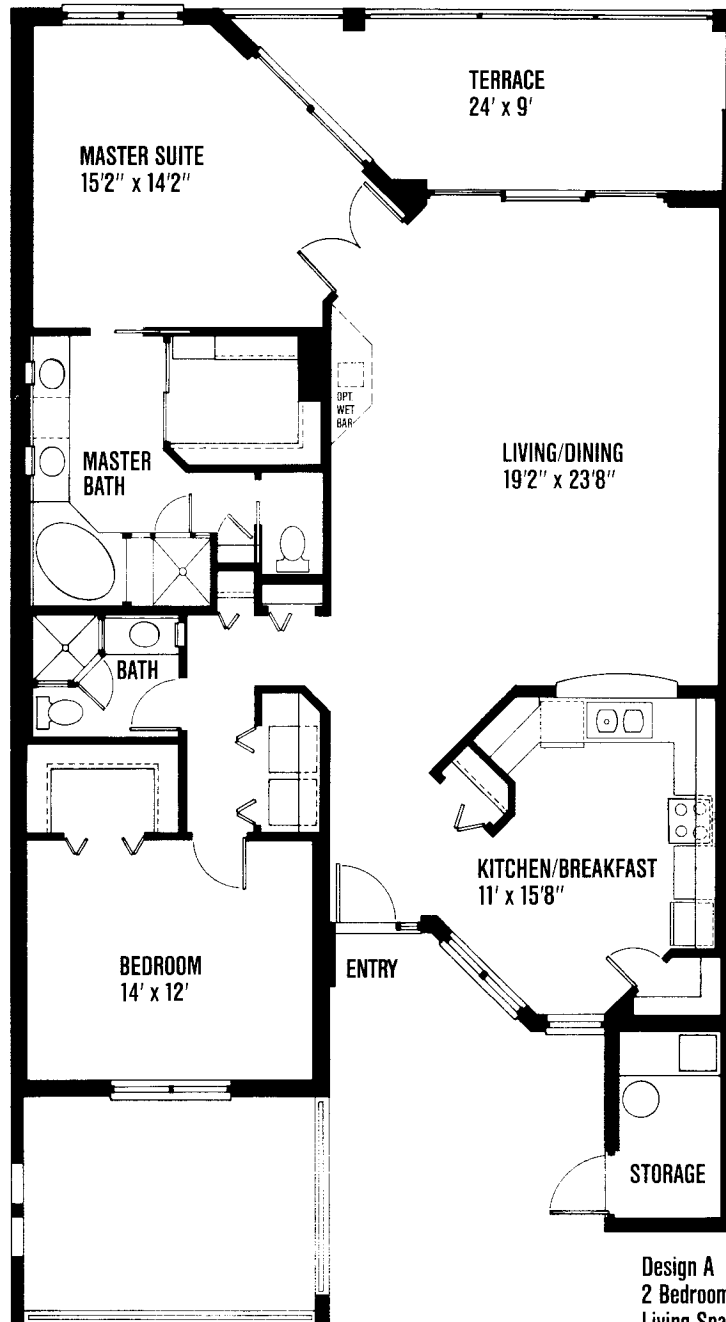 TERRACE
24' x 9'
MASTER SUITE
15'2" x 14'2"
OPT.
WET
BAR
LIVING/DINING
19'2" x 23'8"
MASTER
BATH
BATH
KITCHEN/BREAKFAST
11' x 15'8"
BEDROOM
14' x 12'
ENTRY
STORAGE
Design A
2 Bedroom
Living